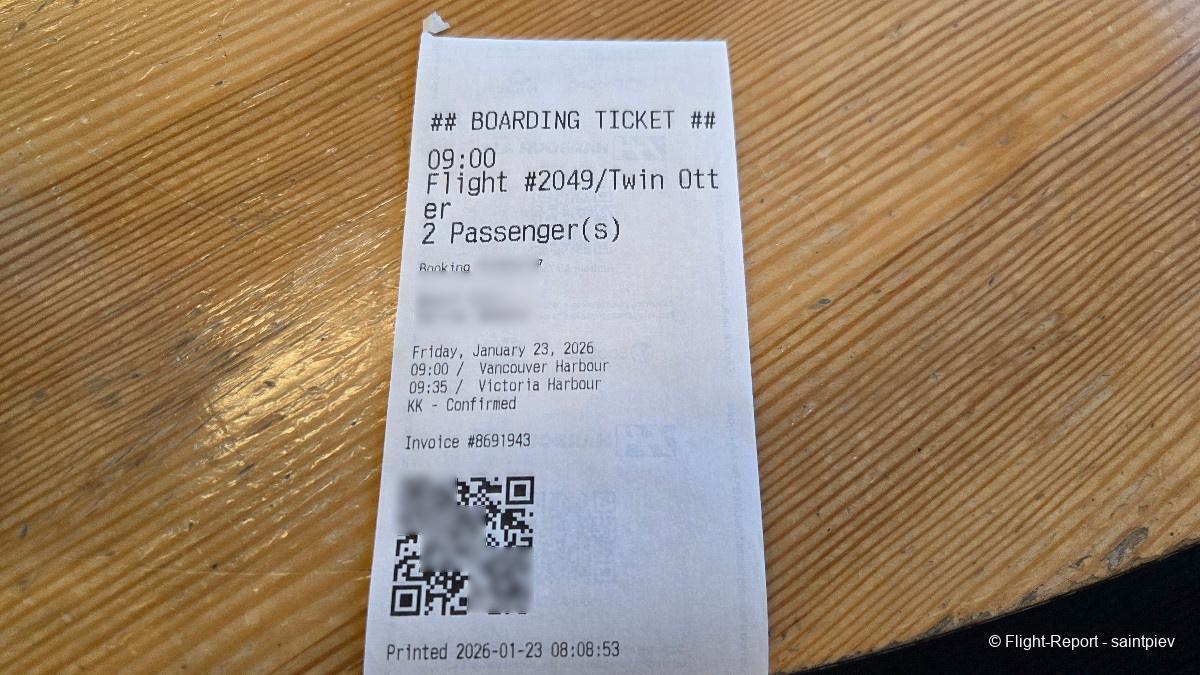 ## BOARDING TICKET ##
09:00
Flight #2049/Twin Ott
er
2 Passenger(s)
Booking
Friday, January 23, 2026
09:00 / Vancouver Harbour
09:35 / Victoria Harbour
KK - Confirmed
Invoice #8691943
Printed 2026-01-23 08:08:53
© Flight-Report - saintpiev